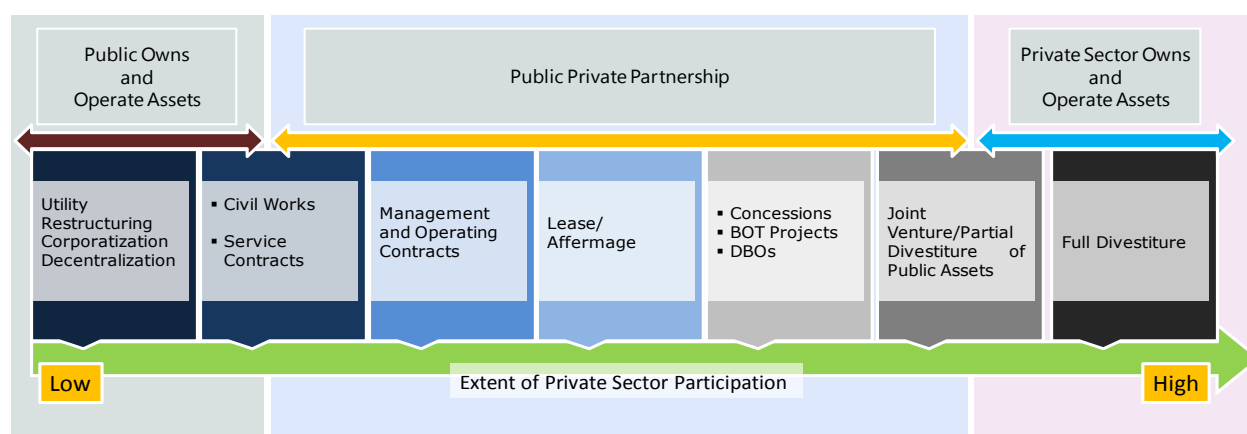 Public Owns
and
Operate Assets
Public Private Partnership
Private Sector Owns
and
Operate Assets
Utility
Restructuring
Corporatization
Decentralization
▪ Civil Works
▪ Service
Contracts
Management
and Operating
Contracts
Lease/
Affermage
▪ Concessions
▪ BOT Projects
▪ DBOs
Joint
Venture/Partial
Divestiture of
Public Assets
Full Divestiture
Low
Extent of Private Sector Participation
High